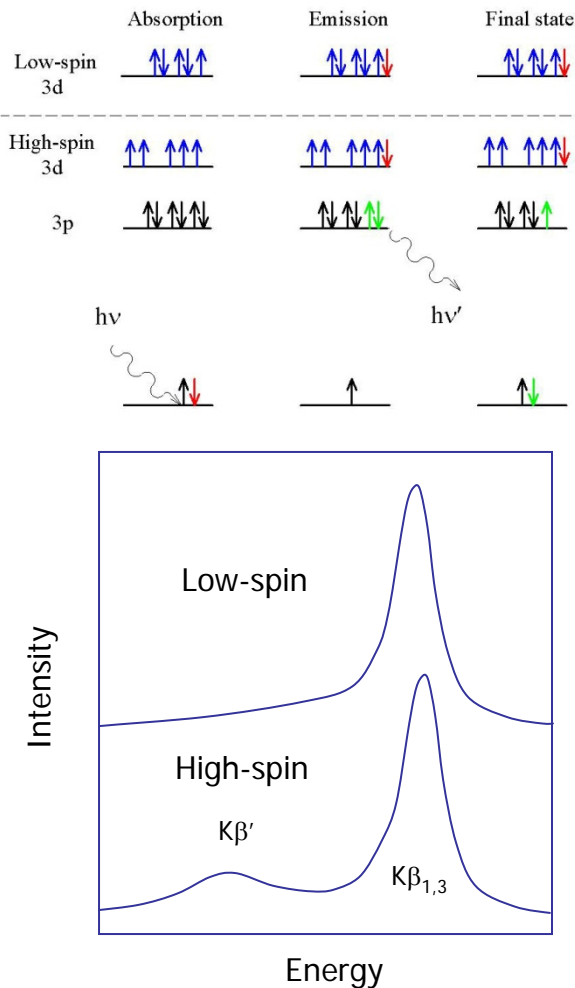 Absorption Emission Final state
Low-spin
3d
High-spin
3d
3p
hν
hν′
Low-spin
High-spin
Kβ′
Kβ1,3
Intensity
Energy